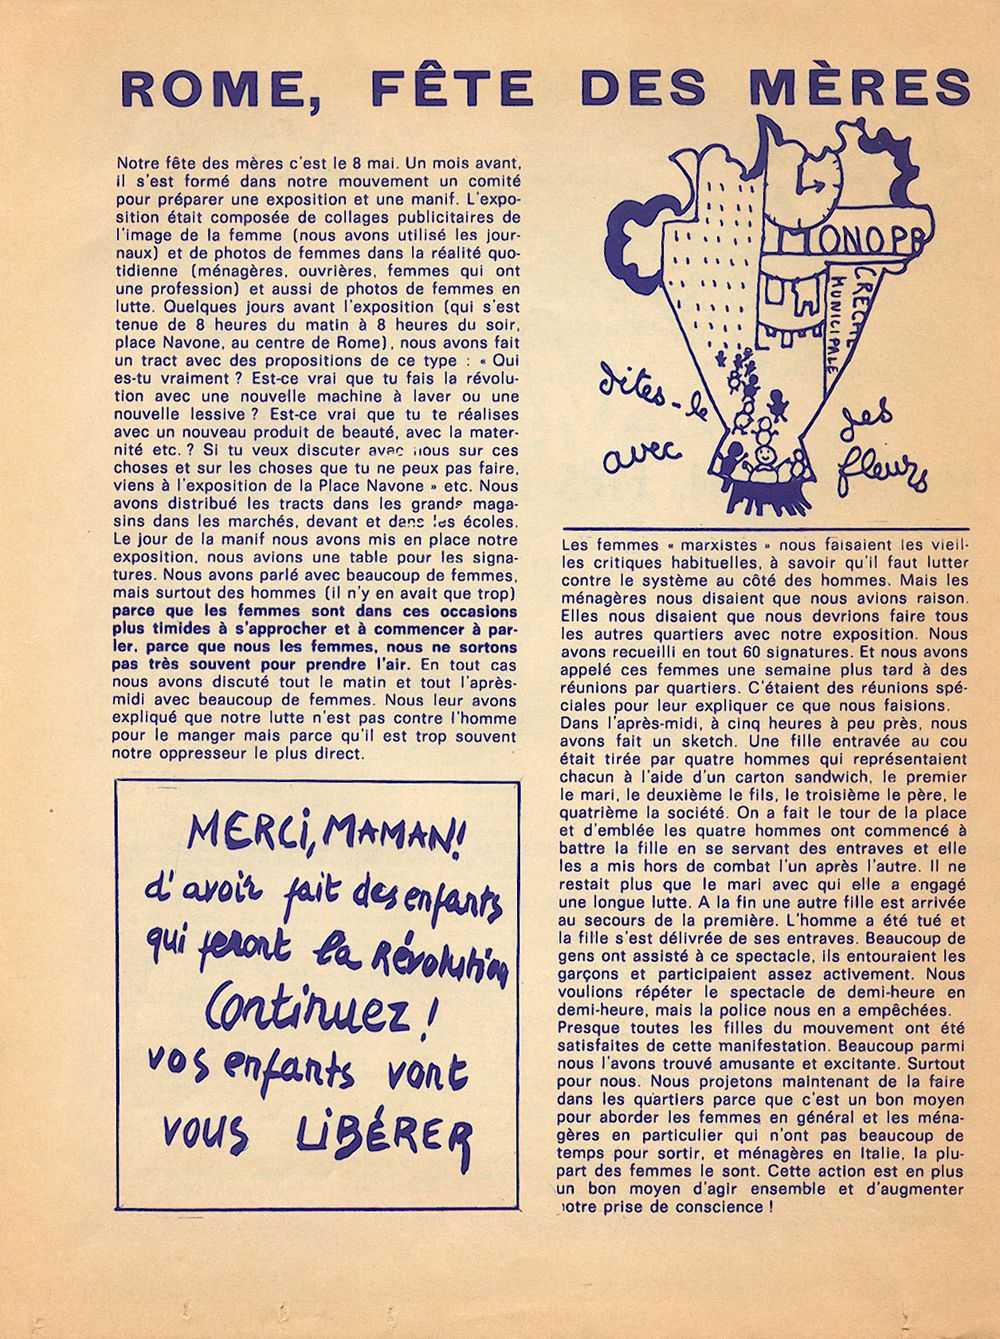 ROME, FÊTE DES MÈRES
Notre fête des mères c'est le 8 mai. Un mois avant,
il s'est formé dans notre mouvement un comité
pour préparer une exposition et une manif. L'expo-
sition était composée de collages publicitaires de
l'image de la femme (nous avons utilisé les jour-
naux) et de photos de femmes dans la réalité quo-
tidienne (ménagères, ouvrières, femmes qui ont
une profession) et aussi de photos de femmes en
lutte. Quelques jours avant l'exposition (qui s'est
tenue de 8 heures du matin à 8 heures du soir,
place Navone, au centre de Rome), nous avons fait
un tract avec des propositions de ce type : « Qui
es-tu vraiment ? Est-ce vrai que tu fais la révolu-
tion avec une nouvelle machine à laver ou une
nouvelle lessive ? Est-ce vrai que tu te réalises
avec un nouveau produit de beauté, avec la mater-
nité etc. ? Si tu veux discuter avec nous sur ces
choses et sur les choses que tu ne peux pas faire,
viens à l'exposition de la Place Navone » etc. Nous
avons distribué les tracts dans les grands maga-
sins dans les marchés, devant et dans les écoles.
Le jour de la manif nous avons mis en place notre
exposition, nous avions une table pour les signa-
tures. Nous avons parlé avec beaucoup de femmes,
mais surtout des hommes (il n'y en avait que trop)
parce que les femmes sont dans ces occasions
plus timides à s'approcher et à commencer à par-
ler, parce que nous les femmes, nous ne sortons
pas très souvent pour prendre l'air. En tout cas
nous avons discuté tout le matin et tout l'après-
midi avec beaucoup de femmes. Nous leur avons
expliqué que notre lutte n'est pas contre l'homme
pour le manger mais parce qu'il est trop souvent
notre oppresseur le plus direct.
MERCI, MAMAN!
d'avoir fait des enfants
qui feront la Révolution
Continuez !
vos enfants vont
vous LIBÉRER
MONOPR
CRECHE
MUNICIPALE
dites-le
avec
des
fleurs
Les femmes « marxistes » nous faisaient les vieil-
les critiques habituelles, à savoir qu'il faut lutter
contre le système au côté des hommes. Mais les
ménagères nous disaient que nous avions raison.
Elles nous disaient que nous devrions faire tous
les autres quartiers avec notre exposition. Nous
avons recueilli en tout 60 signatures. Et nous avons
appelé ces femmes une semaine plus tard à des
réunions par quartiers. C'étaient des réunions spé-
ciales pour leur expliquer ce que nous faisions.
Dans l'après-midi, à cinq heures à peu près, nous
avons fait un sketch. Une fille entravée au cou
était tirée par quatre hommes qui représentaient
chacun à l'aide d'un carton sandwich, le premier
le mari, le deuxième le fils, le troisième le père, le
quatrième la société. On a fait le tour de la place
et d'emblée les quatre hommes ont commencé à
battre la fille en se servant des entraves et elle
les a mis hors de combat l'un après l'autre. Il ne
restait plus que le mari avec qui elle a engagé
une longue lutte. A la fin une autre fille est arrivée
au secours de la première. L'homme a été tué et
la fille s'est délivrée de ses entraves. Beaucoup de
gens ont assisté à ce spectacle, ils entouraient les
garçons et participaient assez activement. Nous
voulions répéter le spectacle de demi-heure en
demi-heure, mais la police nous en a empêchées.
Presque toutes les filles du mouvement ont été
satisfaites de cette manifestation. Beaucoup parmi
nous l'avons trouvé amusante et excitante. Surtout
pour nous. Nous projetons maintenant de la faire
dans les quartiers parce que c'est un bon moyen
pour aborder les femmes en général et les ména-
gères en particulier qui n'ont pas beaucoup de
temps pour sortir, et ménagères en Italie, la plu-
part des femmes le sont. Cette action est en plus
un bon moyen d'agir ensemble et d'augmenter
notre prise de conscience !